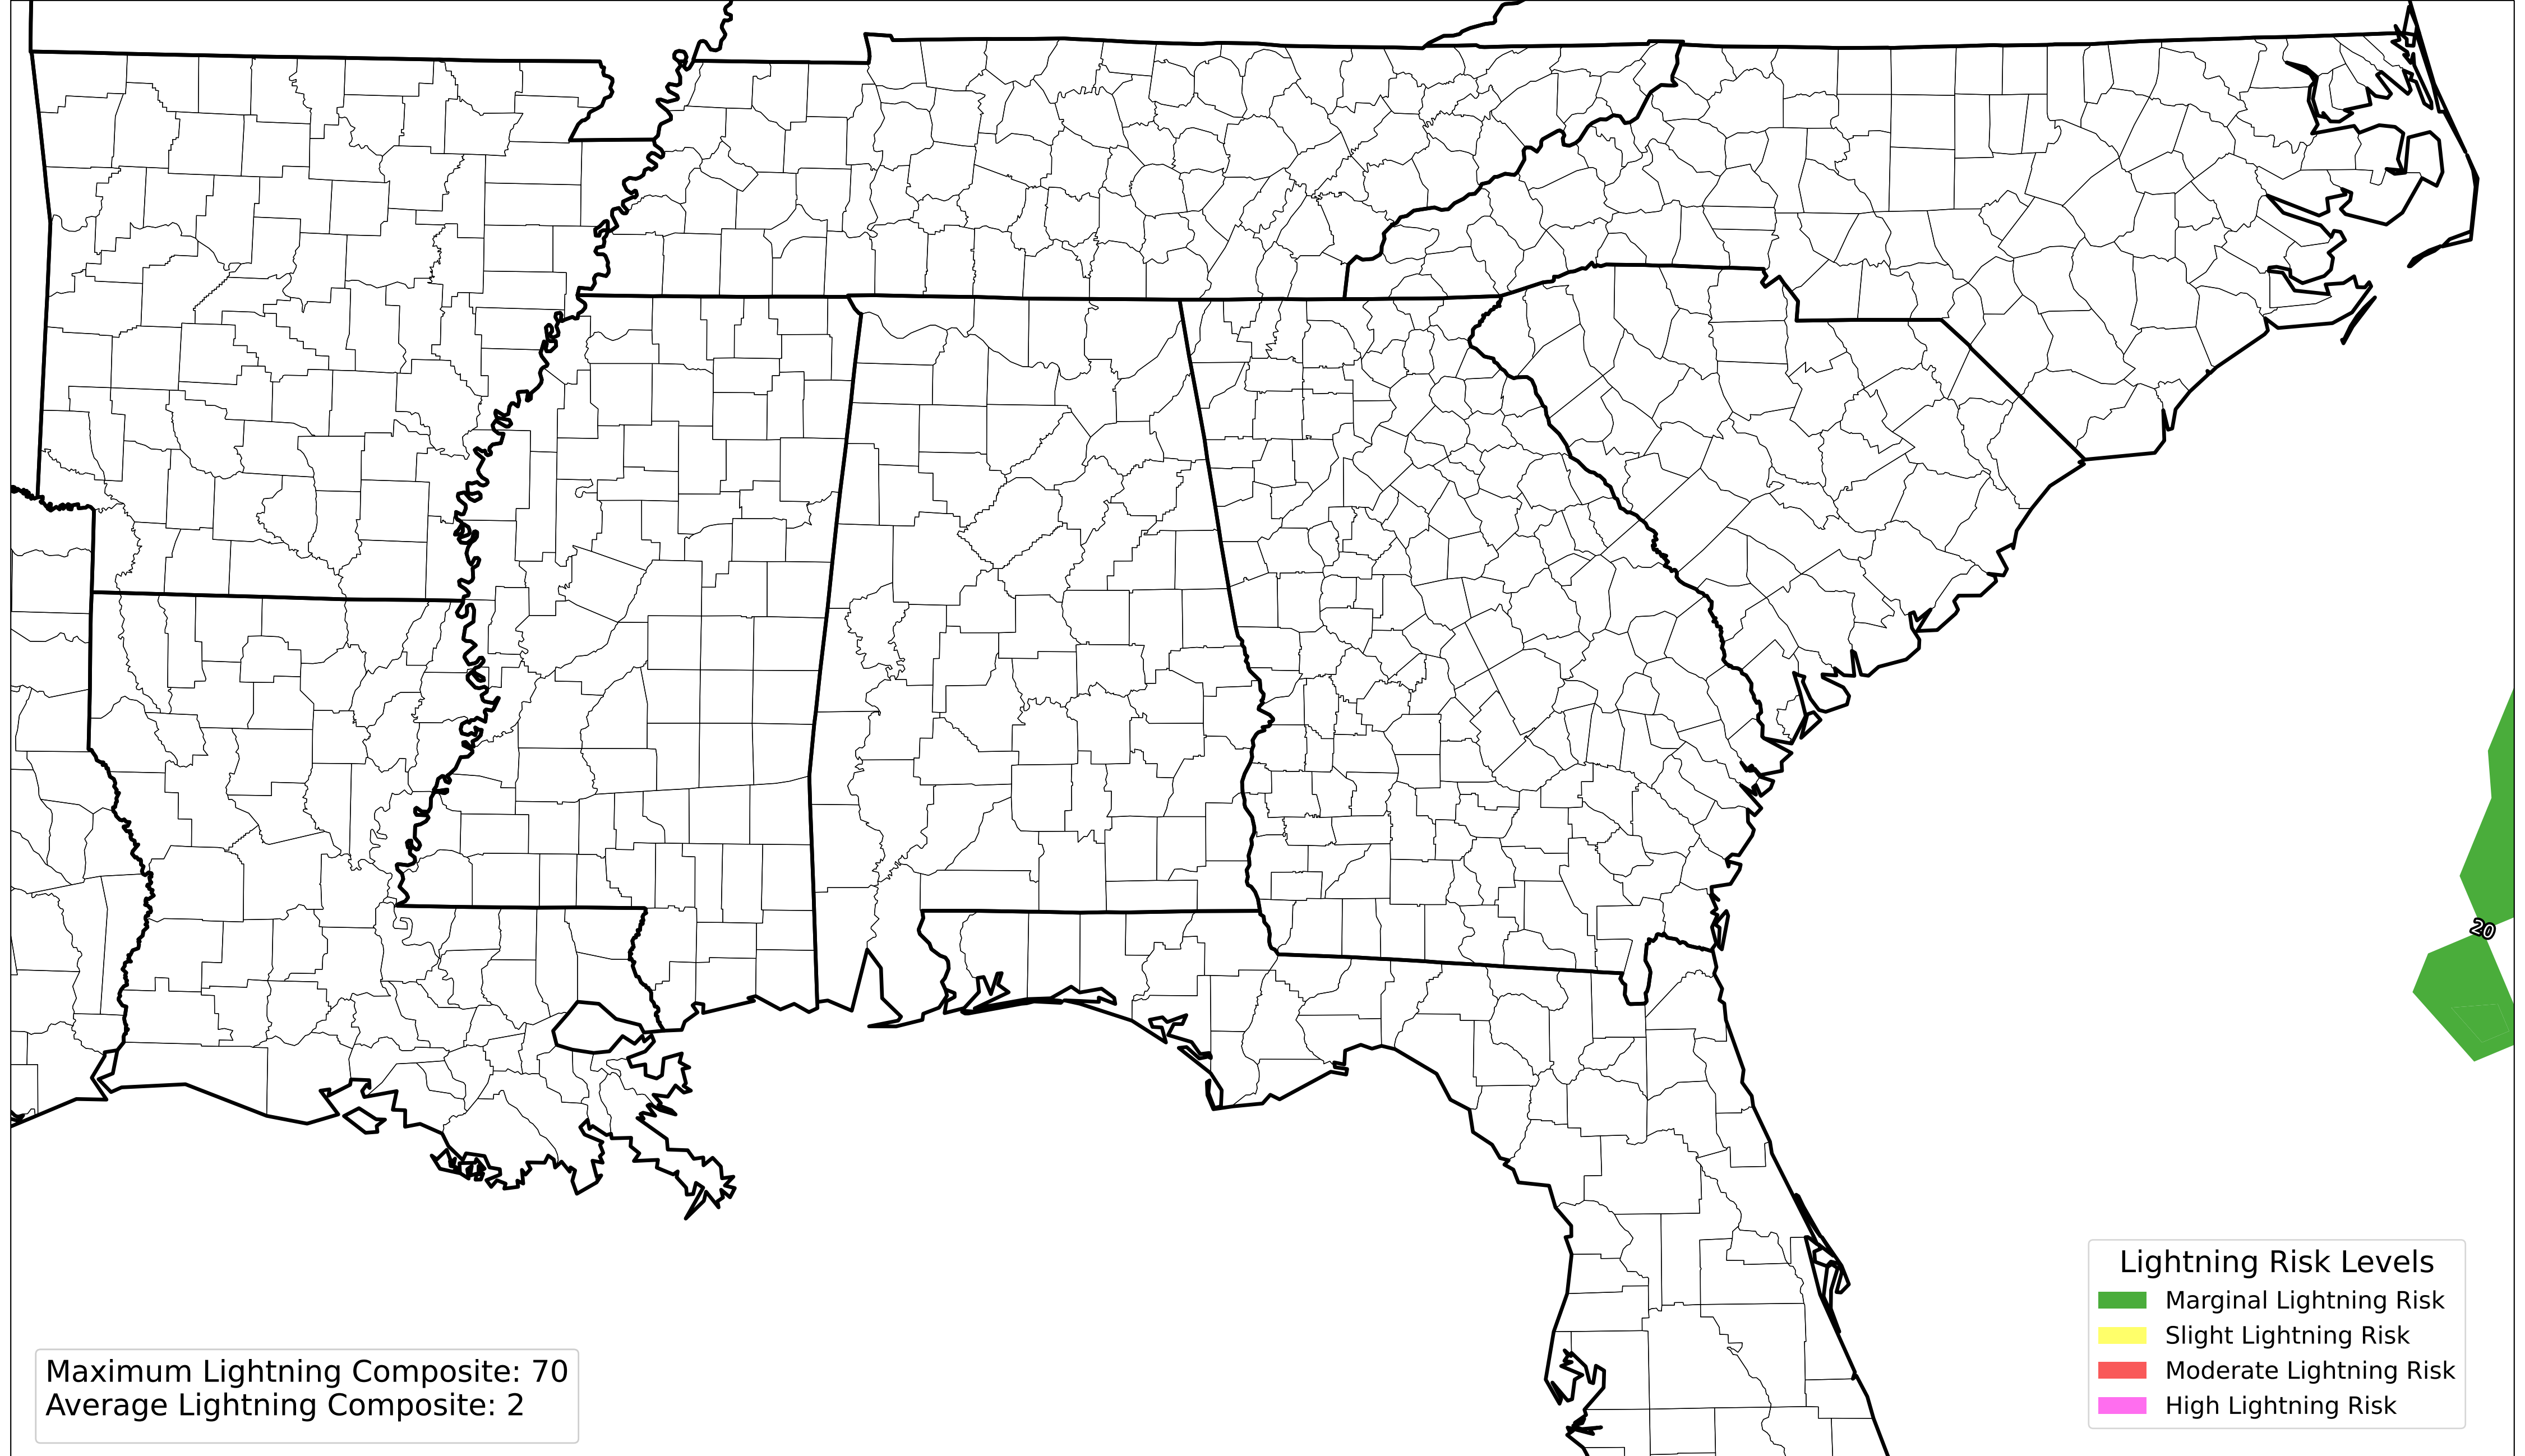 20
Lightning Risk Levels
Marginal Lightning Risk
Slight Lightning Risk
Moderate Lightning Risk
High Lightning Risk
Maximum Lightning Composite: 70
Average Lightning Composite: 2